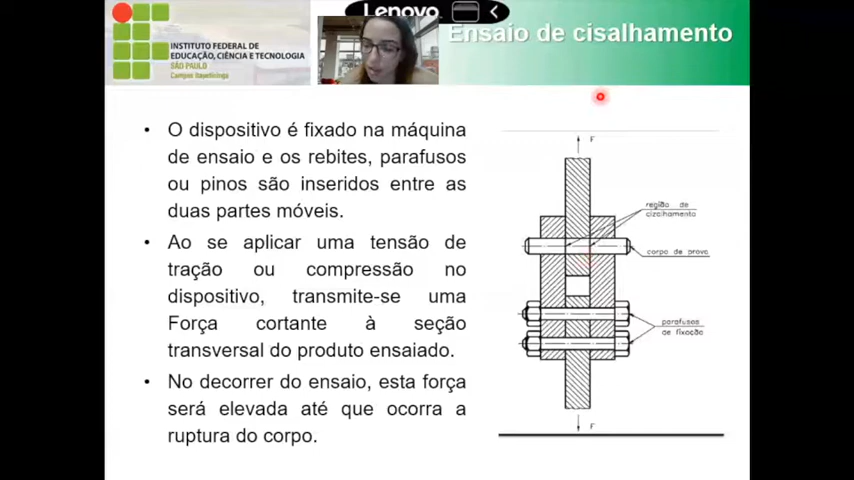 Lenovo
INSTITUTO FEDERAL DE
EDUCAÇÃO, CIÊNCIA E TECNOLOGIA
SÃO PAULO
Campus Itapetininga
Ensaio de cisalhamento
• O dispositivo é fixado na máquina
de ensaio e os rebites, parafusos
ou pinos são inseridos entre as
duas partes móveis.
• Ao se aplicar uma tensão de
tração ou compressão no
dispositivo, transmite-se uma
Força cortante à seção
transversal do produto ensaiado.
• No decorrer do ensaio, esta força
será elevada até que ocorra a
ruptura do corpo.
F
região de
cizalhamento
corpo de prova
parafusos
de fixação
F